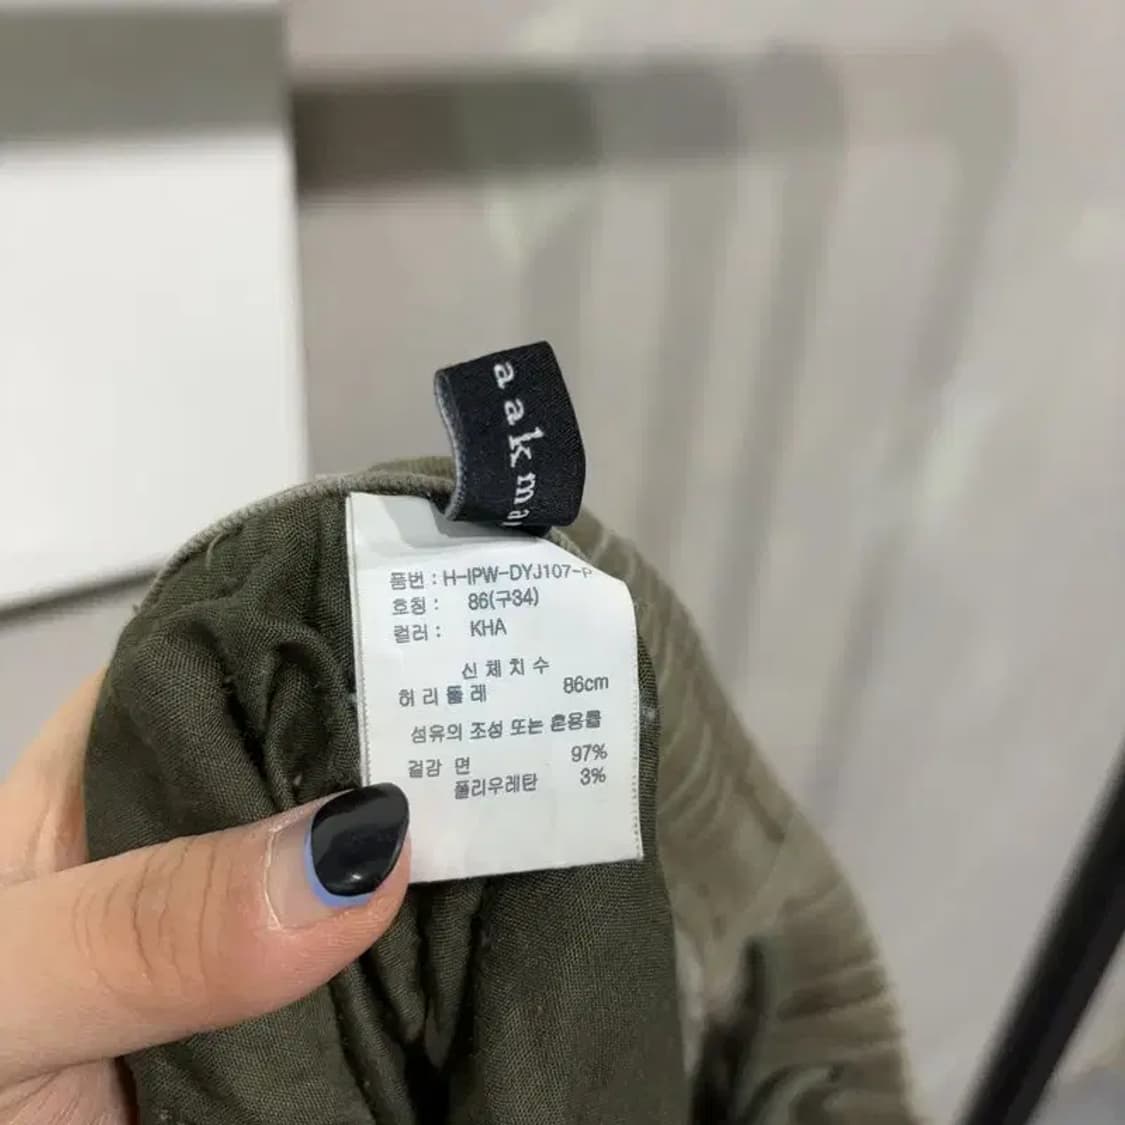 aakma
품번 : H-IPW-DYJ107-P
호칭 : 86(구34)
컬러 : KHA
신 체 치 수
허 리 둘 레 86cm
섬유의 조성 또는 혼용률
겉감 면 97%
폴리우레탄 3%